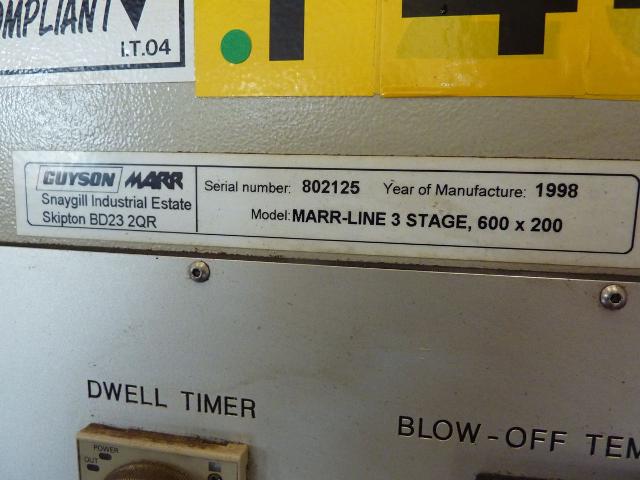 COMPLIANT
I.T.04
GUYSON MARR
Snaygill Industrial Estate
Skipton BD23 2QR
Serial number: 802125 Year of Manufacture: 1998
Model: MARR-LINE 3 STAGE, 600 x 200
DWELL TIMER
BLOW-OFF TEM
POWER
OUT